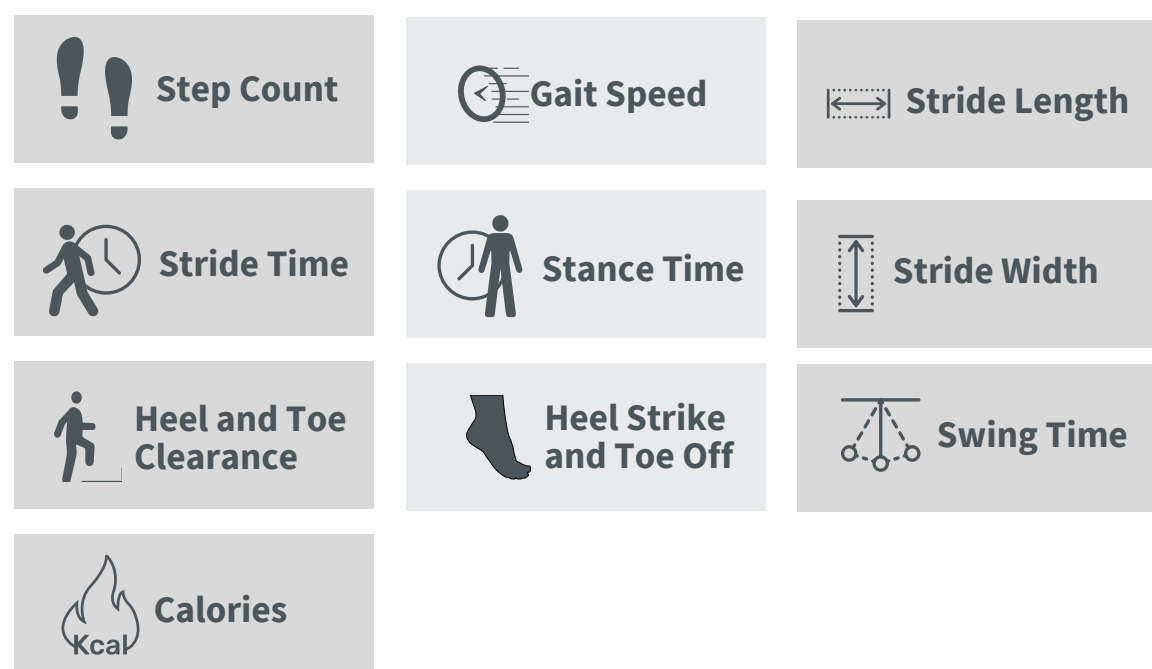 Step Count
Gait Speed
Stride Length
Stride Time
Stance Time
Stride Width
Heel and Toe
Clearance
Heel Strike
and Toe Off
Swing Time
Kcal
Calories